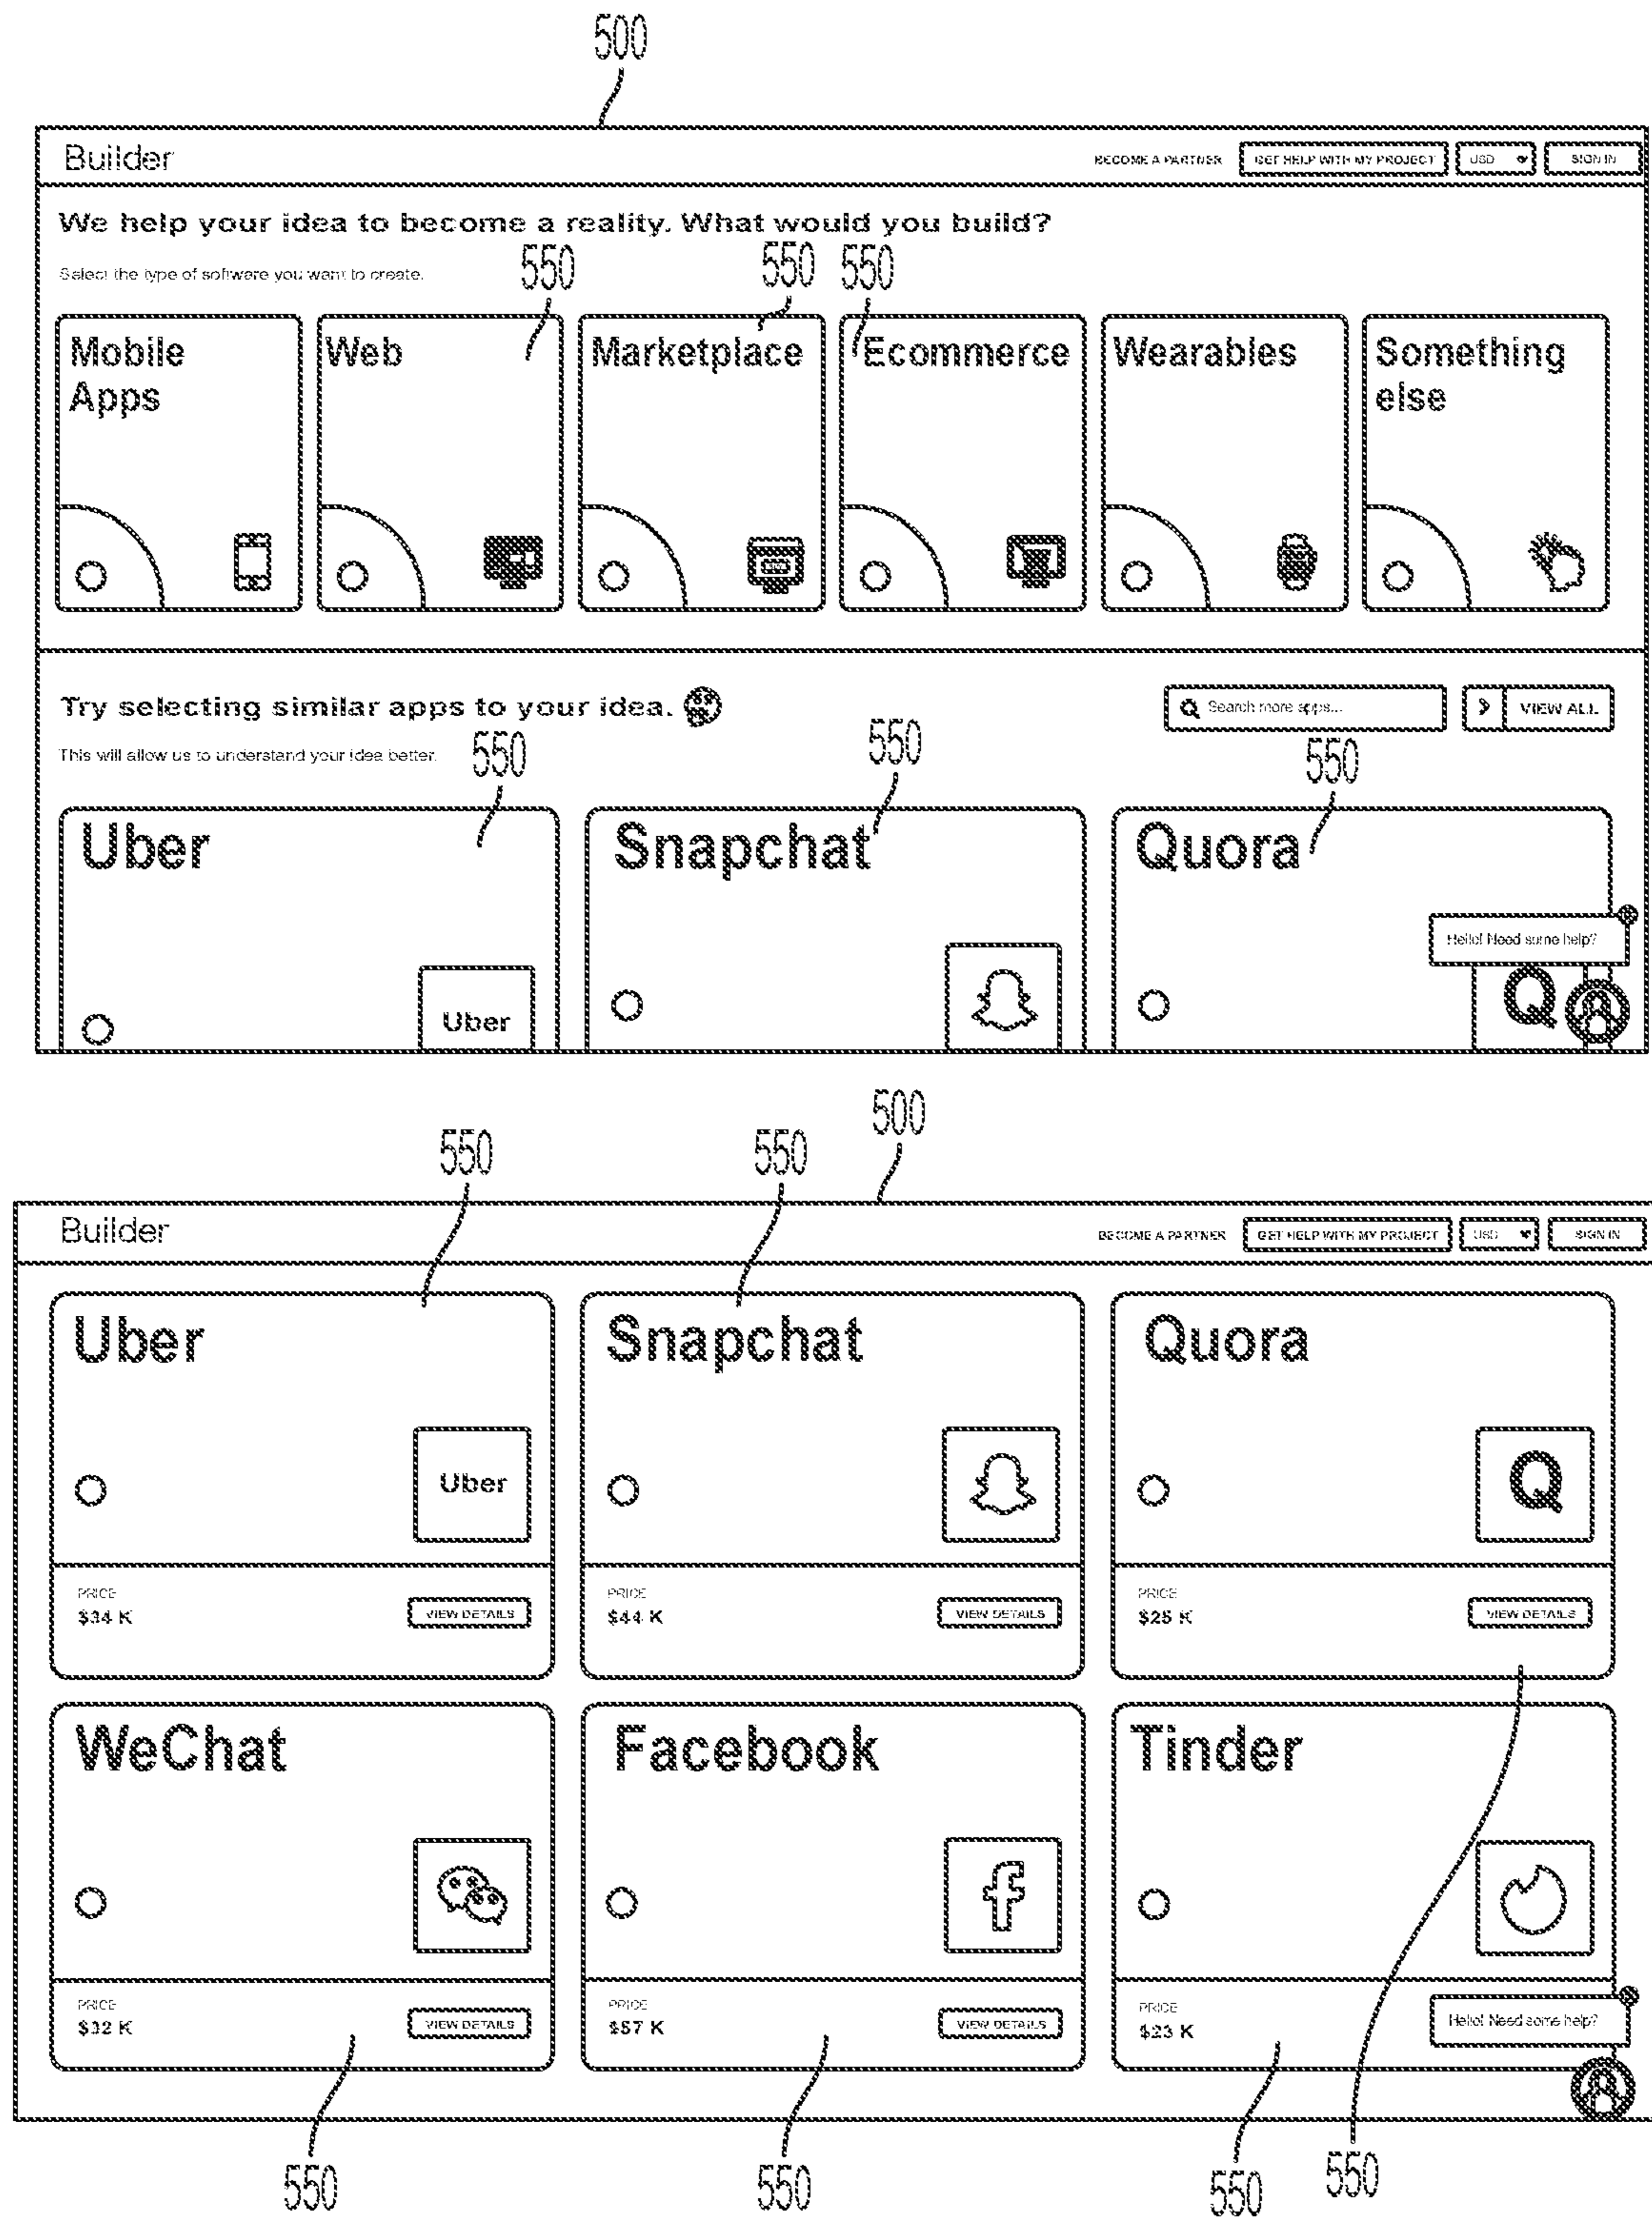 500
Builder
BECOME A PARTNER GET HELP WITH MY PROJECT USD SIGN IN
We help your idea to become a reality. What would you build?
Select the type of software you want to create.
550 550 550
Mobile Apps
Web
Marketplace
Ecommerce
Wearables
Something else
Try selecting similar apps to your idea.
Search more apps...
VIEW ALL
This will allow us to understand your idea better.
550 550 550
Uber
Snapchat
Quora
Hello! Need some help?
Uber
Q
550 550 500
Builder
BECOME A PARTNER GET HELP WITH MY PROJECT USD SIGN IN
Uber
Snapchat
Quora
Uber
Q
PRICE
$34 K
VIEW DETAILS
PRICE
$44 K
VIEW DETAILS
PRICE
$25 K
VIEW DETAILS
WeChat
Facebook
Tinder
f
PRICE
$32 K
VIEW DETAILS
PRICE
$57 K
VIEW DETAILS
PRICE
$23 K
Hello! Need some help?
550 550 550 550